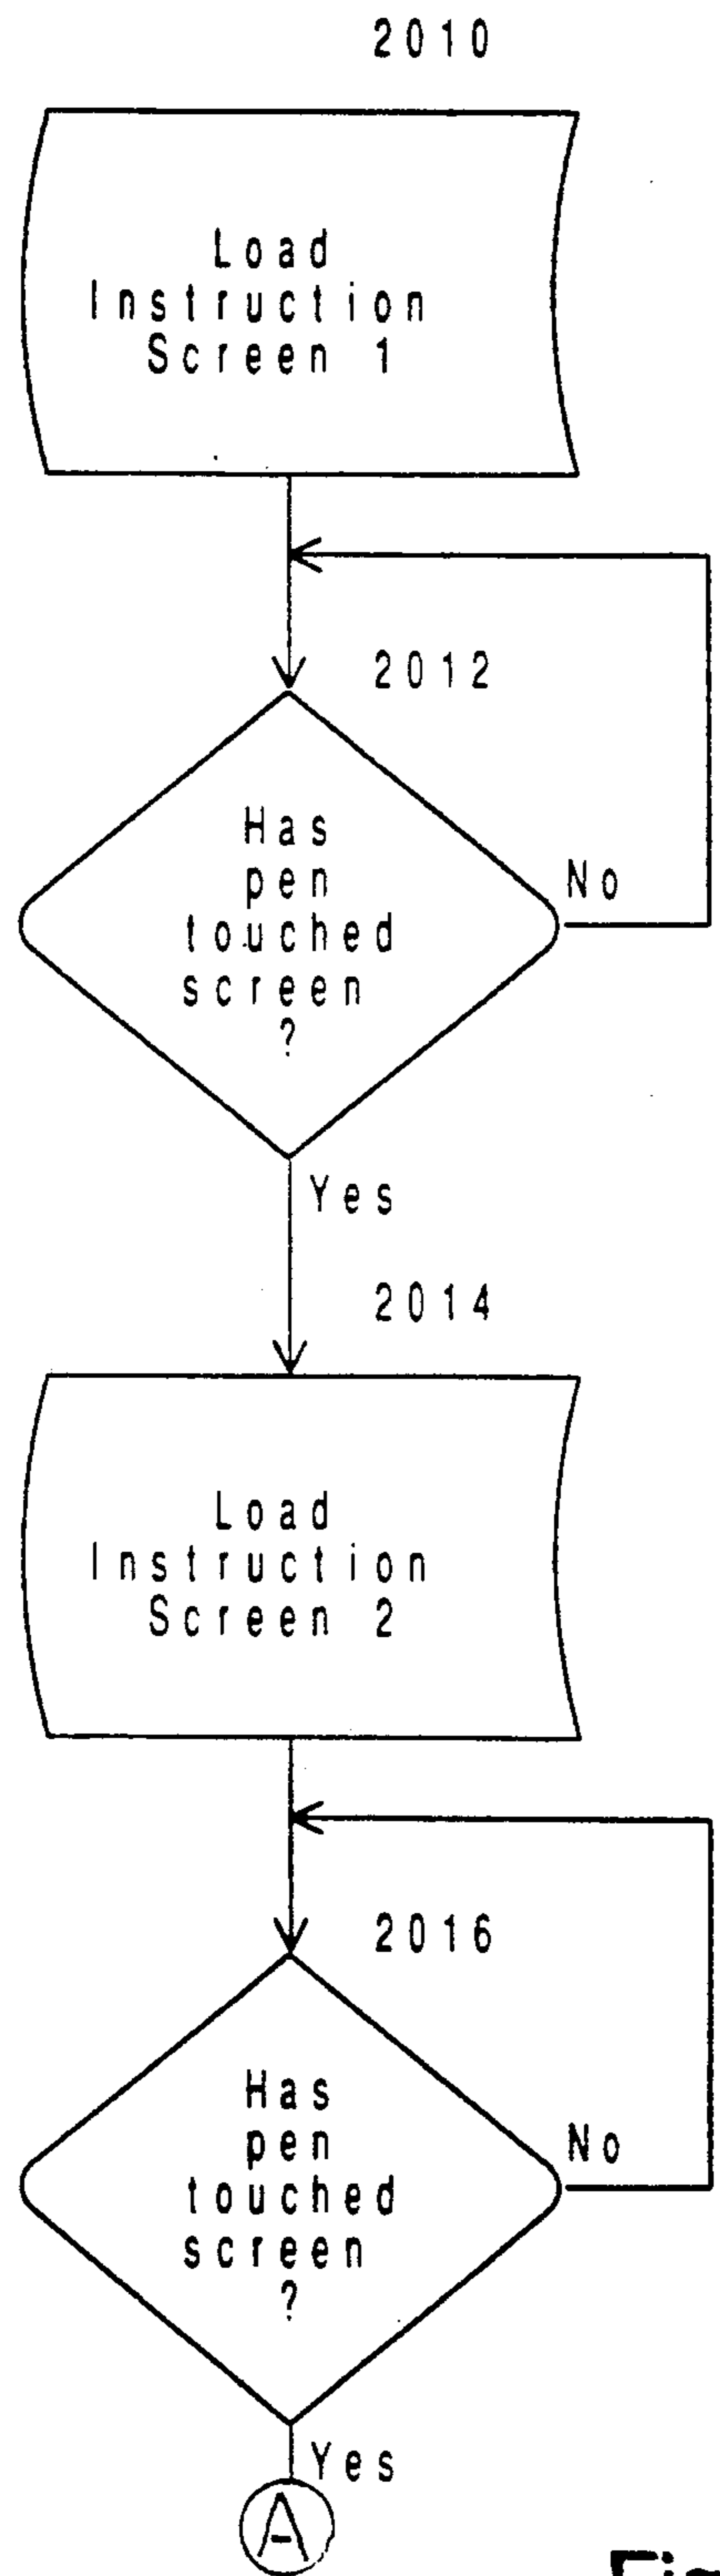 2010
Load
Instruction
Screen 1
2012
Has
pen
touched
screen
?
No
Yes
2014
Load
Instruction
Screen 2
2016
Has
pen
touched
screen
?
No
Yes
A